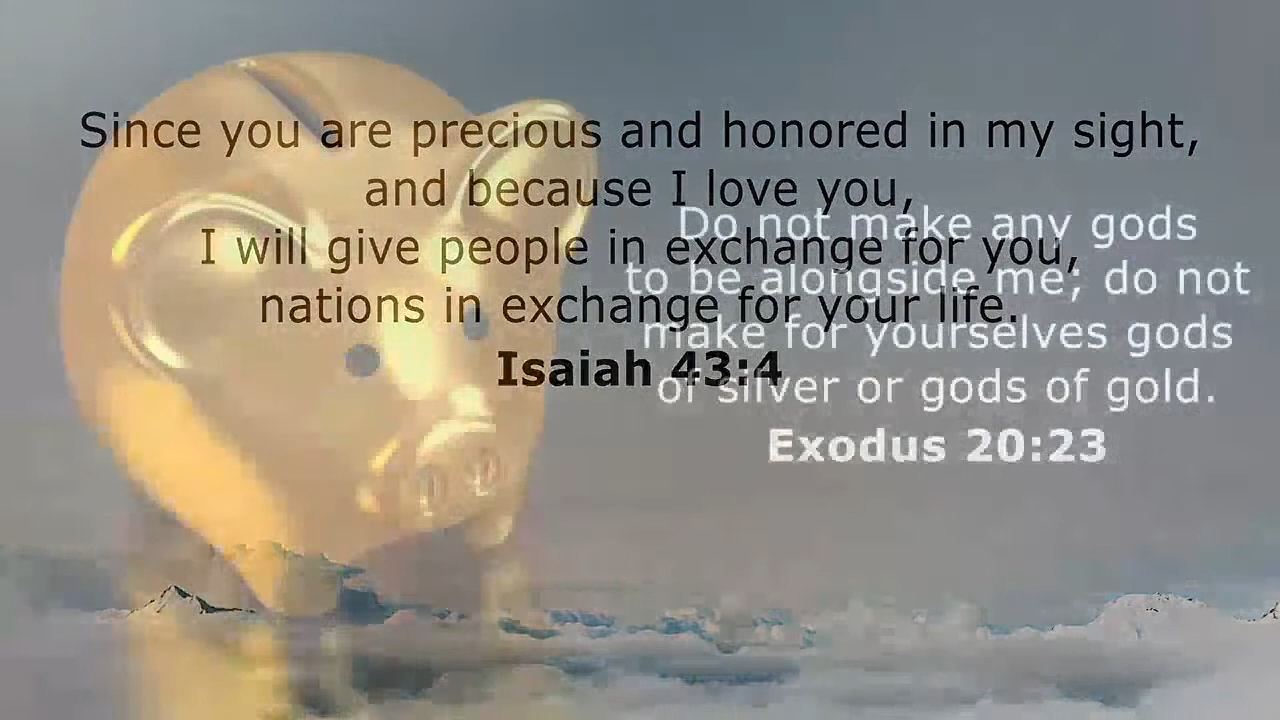 Since you are precious and honored in my sight,
and because I love you,
I will give people in exchange for you,
nations in exchange for your life.
Isaiah 43:4
Do not make any gods
to be alongside me; do not
make for yourselves gods
of silver or gods of gold.
Exodus 20:23